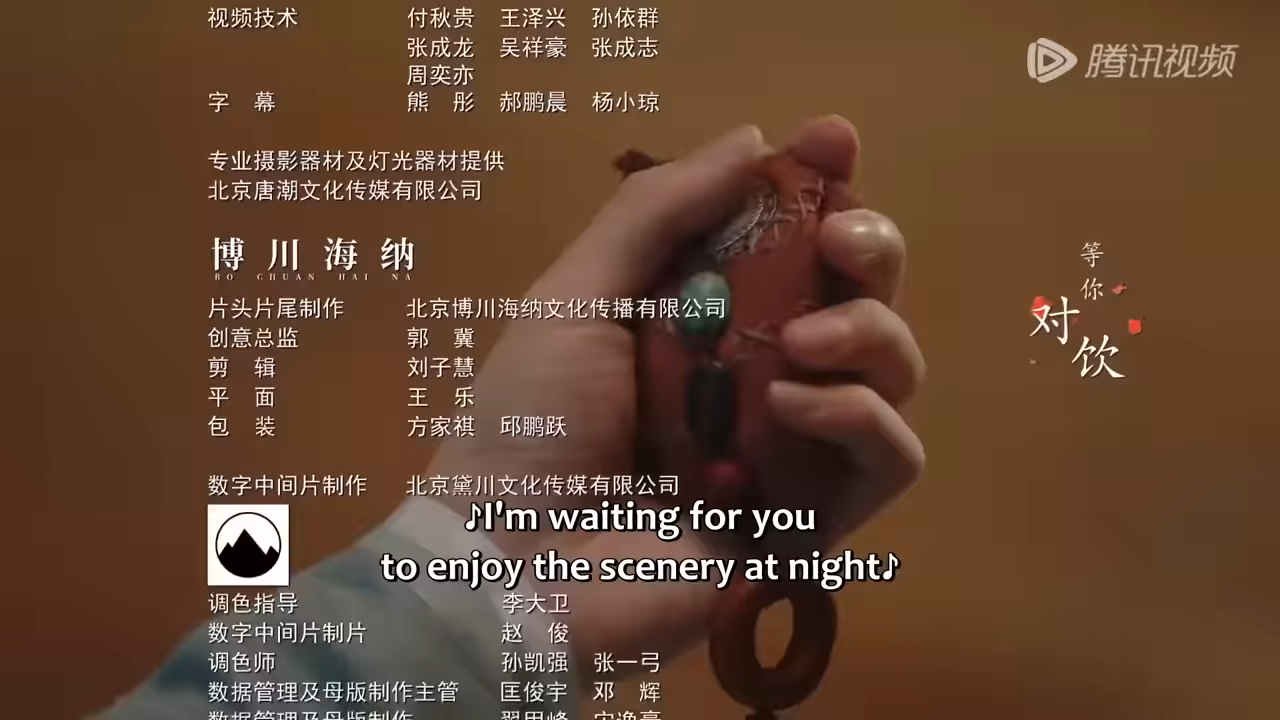 视频技术 付秋贵 王泽兴 孙依群
张成龙 吴祥豪 张成志
周奕亦
字 幕 熊 彤 郝鹏晨 杨小琼
专业摄影器材及灯光器材提供
北京唐潮文化传媒有限公司
博川海纳
BO CHUAN HAI NA
片头片尾制作 北京博川海纳文化传播有限公司
创意总监 郭 冀
剪 辑 刘子慧
平 面 王 乐
包 装 方家祺 邱鹏跃
数字中间片制作 北京黛川文化传媒有限公司
♪I'm waiting for you
to enjoy the scenery at night♪
调色指导 李大卫
数字中间片制片 赵 俊
调色师 孙凯强 张一弓
数据管理及母版制作主管 匡俊宇 邓 辉
数据管理及母版制作
腾讯视频
等
你
对
饮